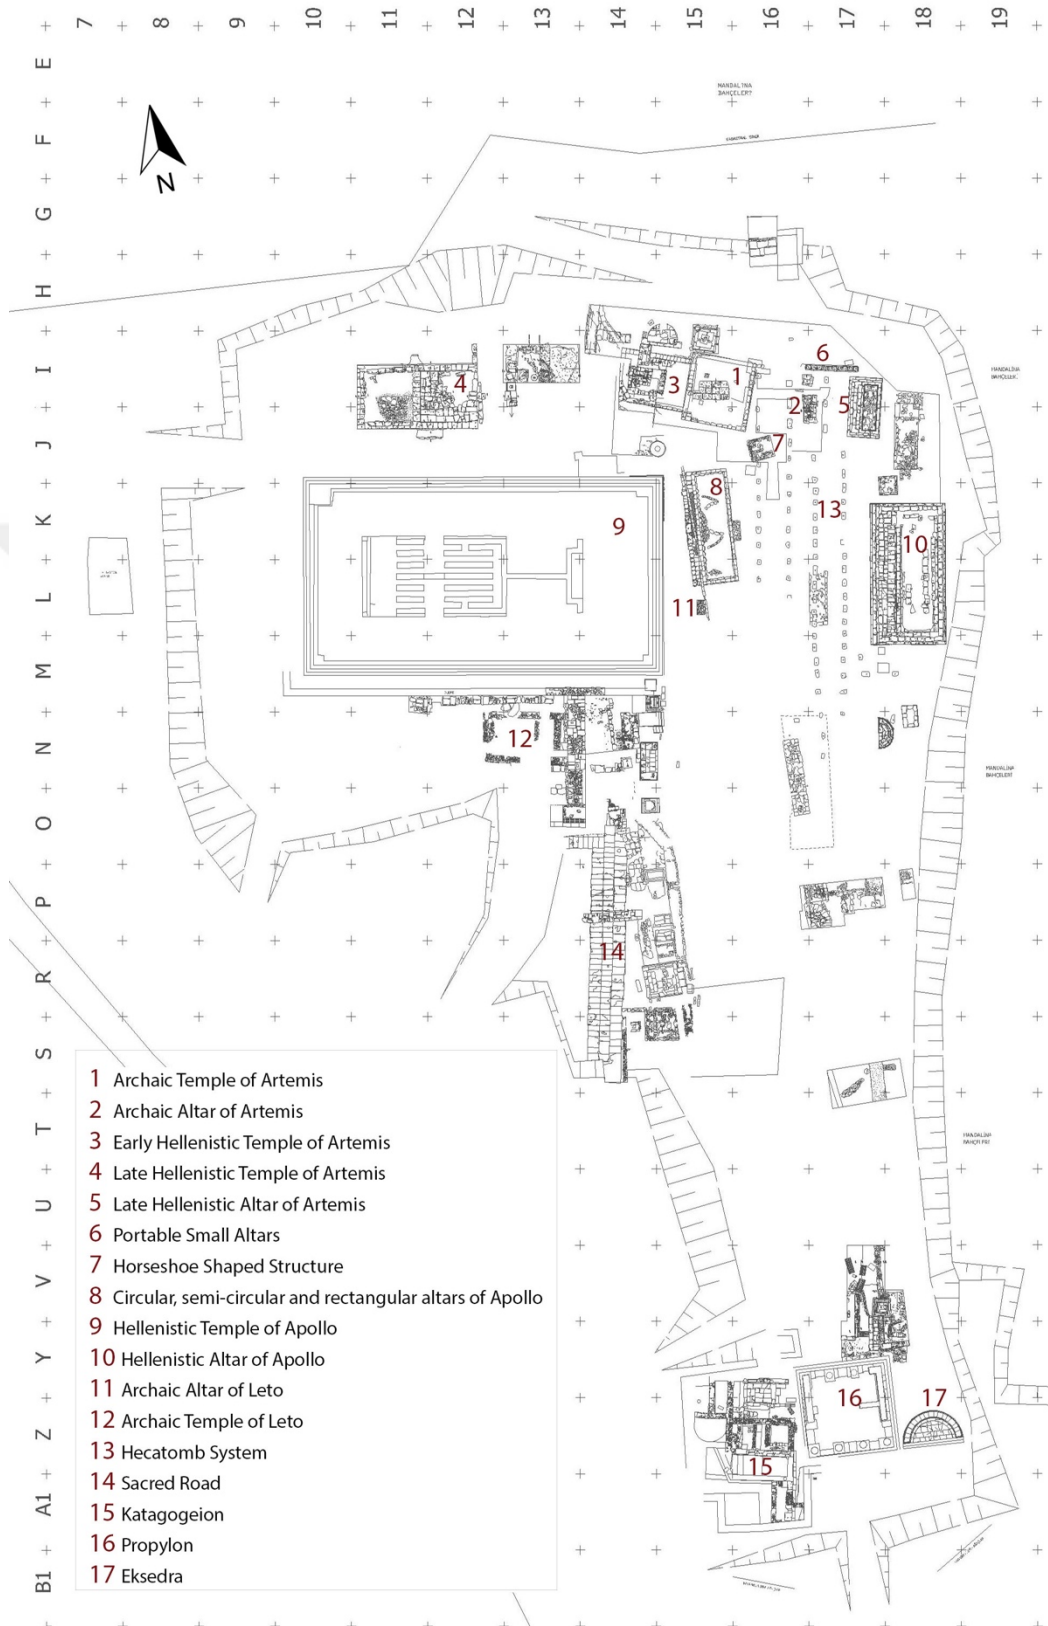 7 8 9 10 11 12 13 14 15 16 17 18 19
E
MANDALINA
F
N
G
H
6
I
MANDALINA
4 3 1
2 5
J
7
8
K
9 13 10
L
11
M
12
N
MANDALINA
BAHÇELERİ
O
P
14
R
S
T
MANDALINA
U
V
Y
16 17
Z
15
A1
B1
1 Archaic Temple of Artemis
2 Archaic Altar of Artemis
3 Early Hellenistic Temple of Artemis
4 Late Hellenistic Temple of Artemis
5 Late Hellenistic Altar of Artemis
6 Portable Small Altars
7 Horseshoe Shaped Structure
8 Circular, semi-circular and rectangular altars of Apollo
9 Hellenistic Temple of Apollo
10 Hellenistic Altar of Apollo
11 Archaic Altar of Leto
12 Archaic Temple of Leto
13 Hecatomb System
14 Sacred Road
15 Katagogeion
16 Propylon
17 Eksedra